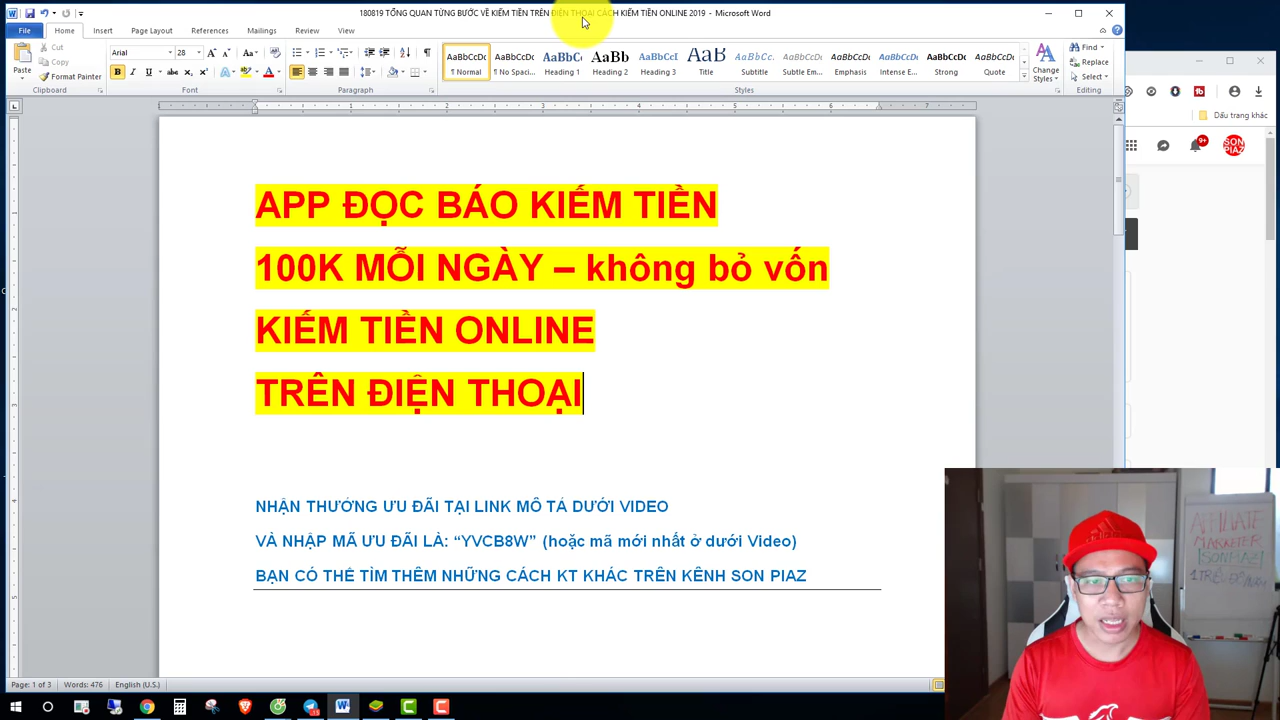 180819 TỔNG QUAN TỪNG BƯỚC VỀ KIẾM TIỀN TRÊN ĐIỆN THOẠI CÁCH KIẾM TIỀN ONLINE 2019 - Microsoft Word
File Home Insert Page Layout References Mailings Review View
Cut
Copy
Format Painter
Paste
Clipboard
Arial 28
Font
Paragraph
AaBbCcDc AaBbCcDc AaBbC AaBb AaBbCcI AaB AaBbCc. AaBbCcDc AaBbCcDc AaBbCcDc AaBbCcDc AaBbCcDc
¶ Normal ¶ No Spaci... Heading 1 Heading 2 Heading 3 Title Subtitle Subtle Em... Emphasis Intense E... Strong Quote
Styles
Change Styles
Find
Replace
Select
Editing
Dấu trang khác
9+
SON PIAZ
APP ĐỌC BÁO KIẾM TIỀN
100K MỖI NGÀY – không bỏ vốn
KIẾM TIỀN ONLINE
TRÊN ĐIỆN THOẠI
NHẬN THƯỞNG ƯU ĐÃI TẠI LINK MÔ TẢ DƯỚI VIDEO
VÀ NHẬP MÃ ƯU ĐÃI LÀ: “YVCB8W” (hoặc mã mới nhất ở dưới Video)
BẠN CÓ THỂ TÌM THÊM NHỮNG CÁCH KT KHÁC TRÊN KÊNH SON PIAZ
AFFILIATE
MARKETER
[SONPIAZ]
Page: 1 of 3 Words: 476 English (U.S.)